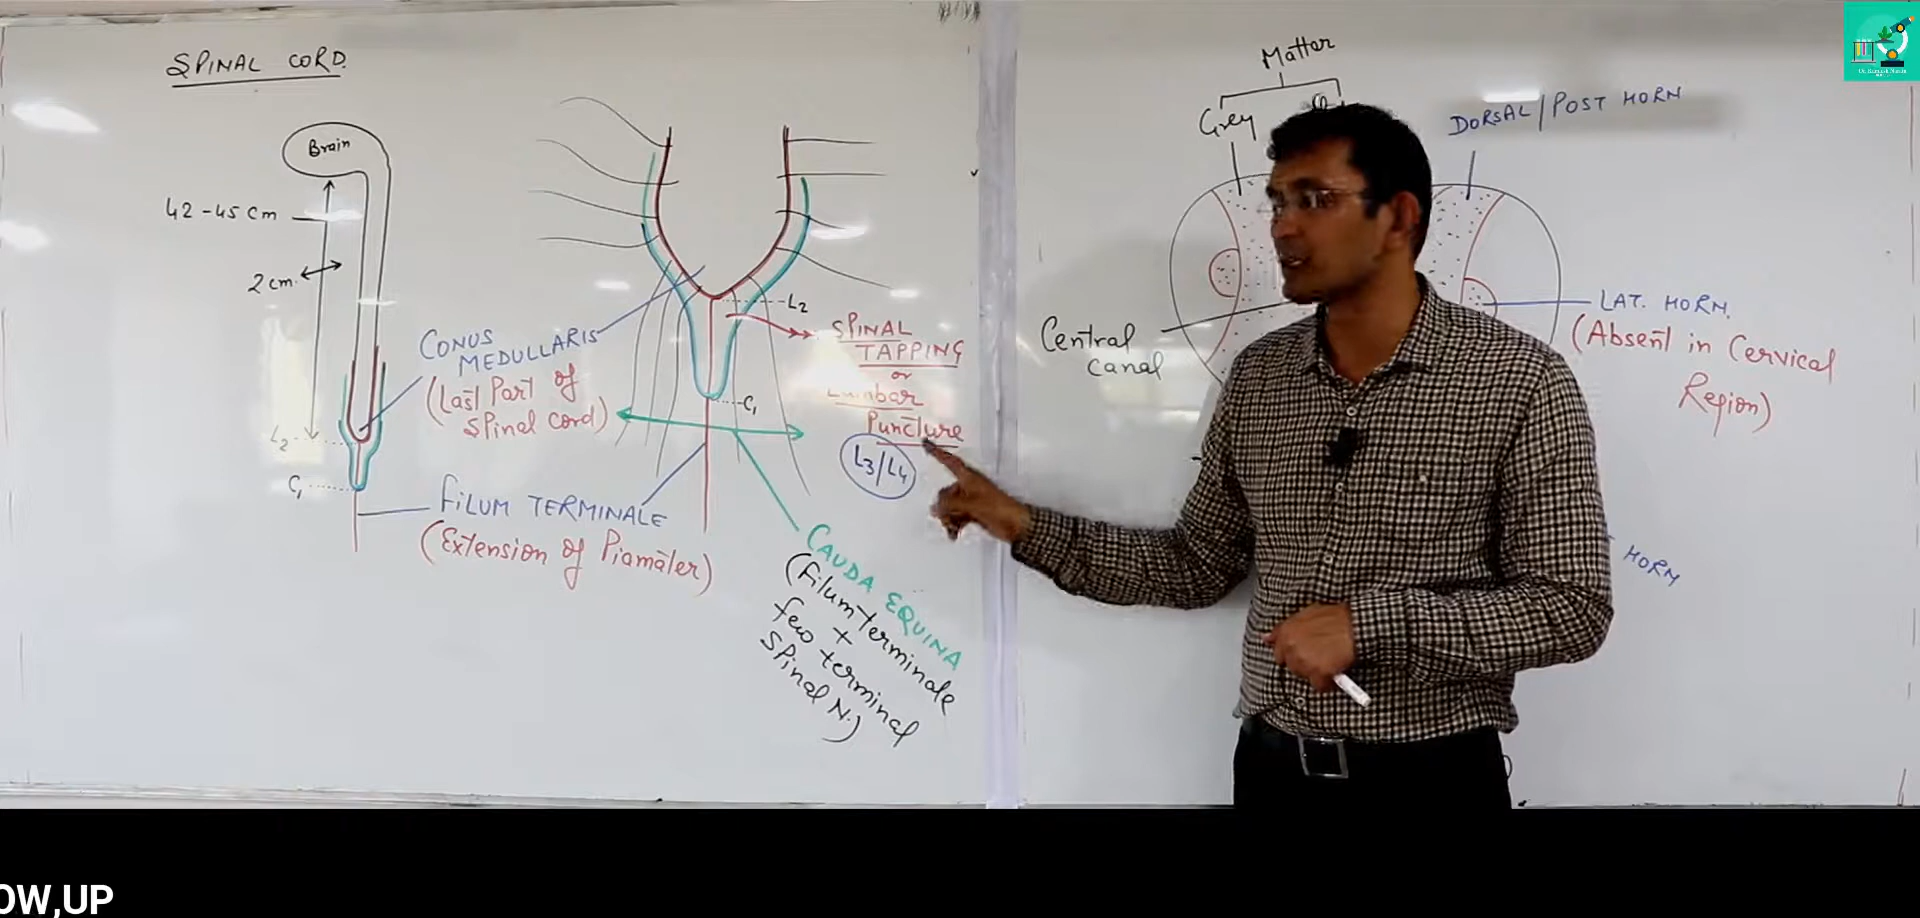 SPINAL CORD.
Brain
42-45 Cm
2 cm.
L2
C1
CONUS
MEDULLARIS
(Last Part of
Spinal cord)
FILUM TERMINALE
(Extension of Piamater)
L2
C1
SPINAL
TAPPING
or
Lumbar
Puncture
L3/L4
CAUDA EQUINA
(Filum terminale
+
few terminal
Spinal N.)
Matter
Grey
DORSAL/POST HORN
Central
canal
LAT. HORN.
(Absent in Cervical
Region)
HORN
OW,UP